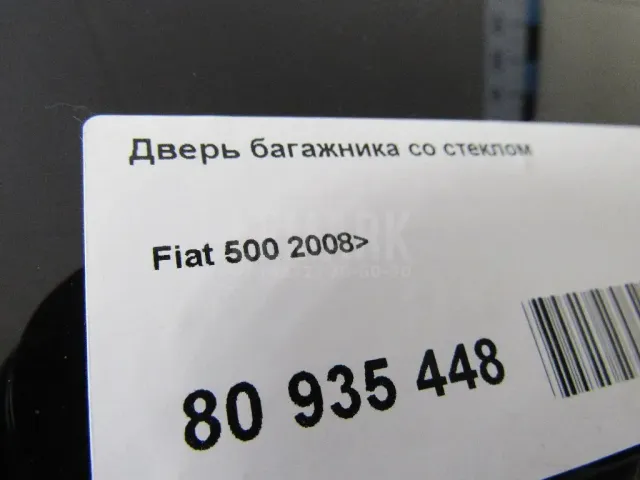 Дверь багажника со стеклом
Fiat 500 2008>
80 935 448